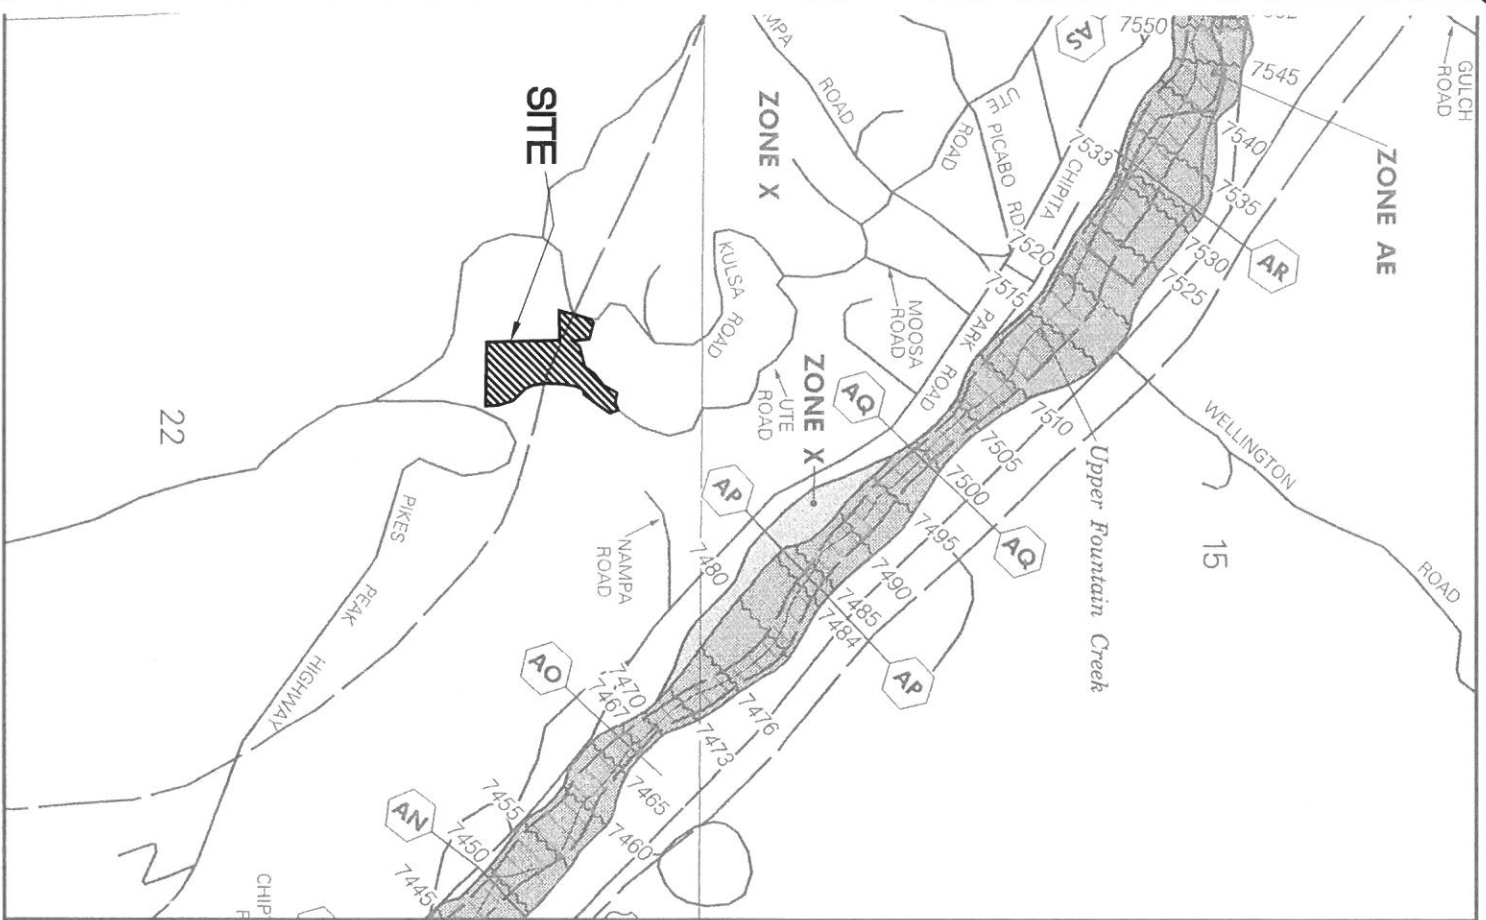 GULCH
ROAD
7545
7550
AS
7540
ZONE AE
7535
7533
AR
7530
7525
7520
7515
CHIPITA
PARK
ROAD
UTE
ROAD
PICABO RD
ROAD
ZONE X
SITE
KULSA
ROAD
MOOSA
ROAD
UTE
ROAD
ZONE X
AQ
7510
7505
7500
7495
7490
7485
7484
AQ
Upper Fountain Creek
WELLINGTON
ROAD
15
22
AP
AP
7480
NAMPA
ROAD
PIKES
PEAK
HIGHWAY
AO
7470
7467
7476
7473
7465
7460
7455
7450
7445
AN